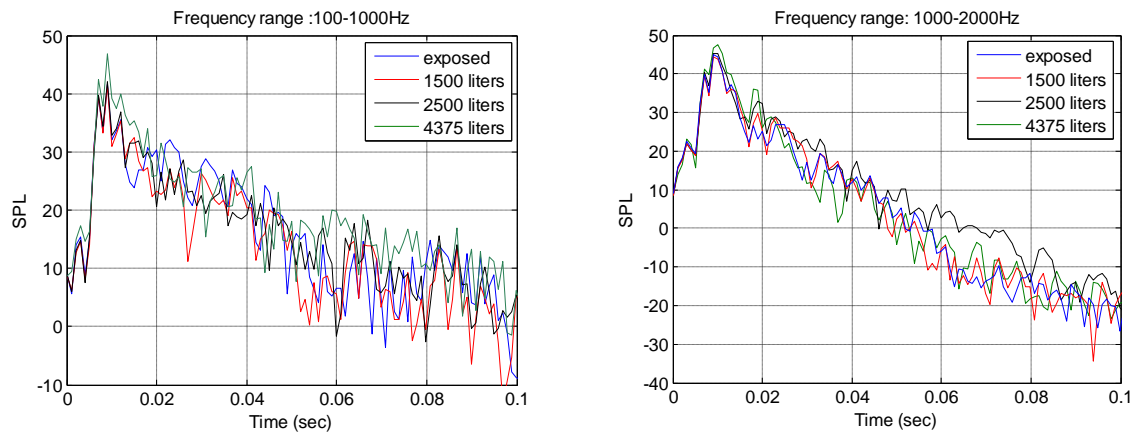 Frequency range :100-1000Hz
50
40
30
20
10
0
-10
SPL
0
0.02
0.04
0.06
0.08
0.1
Time (sec)
exposed
1500 liters
2500 liters
4375 liters
Frequency range: 1000-2000Hz
50
40
30
20
10
0
-10
-20
-30
-40
SPL
0
0.02
0.04
0.06
0.08
0.1
Time (sec)
exposed
1500 liters
2500 liters
4375 liters